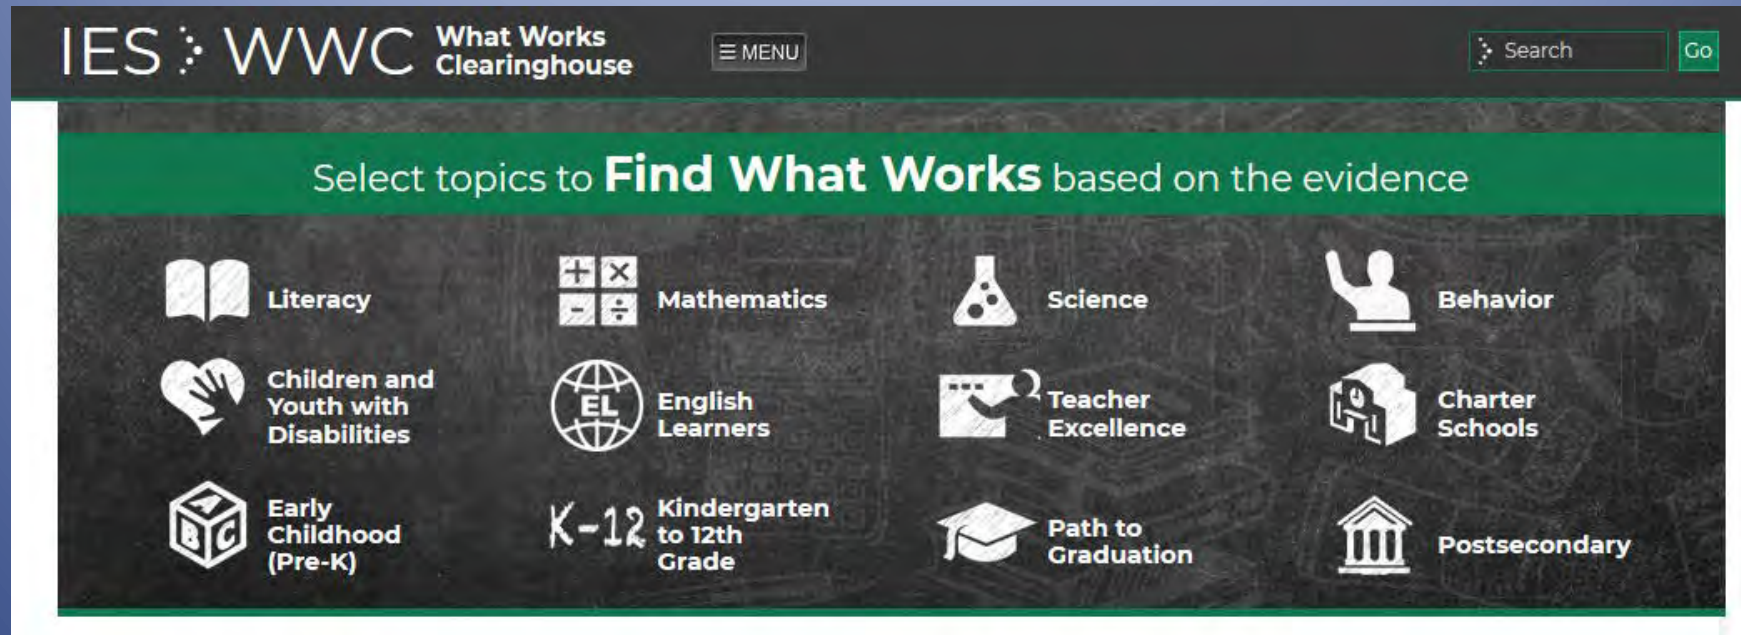 IES WWC What Works
Clearinghouse
☰ MENU
Search
Go
Select topics to Find What Works based on the evidence
Literacy
Mathematics
Science
Behavior
Children and
Youth with
Disabilities
EL
English
Learners
Teacher
Excellence
Charter
Schools
A
B C
Early
Childhood
(Pre-K)
K-12
Kindergarten
to 12th
Grade
Path to
Graduation
Postsecondary